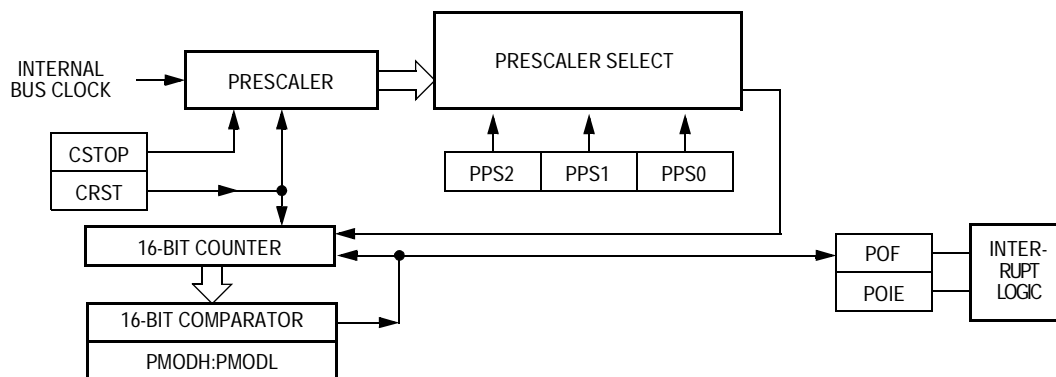 INTERNAL
BUS CLOCK
PRESCALER
PRESCALER SELECT
CSTOP
CRST
PPS2
PPS1
PPS0
16-BIT COUNTER
16-BIT COMPARATOR
PMODH:PMODL
POF
POIE
INTER-
RUPT
LOGIC